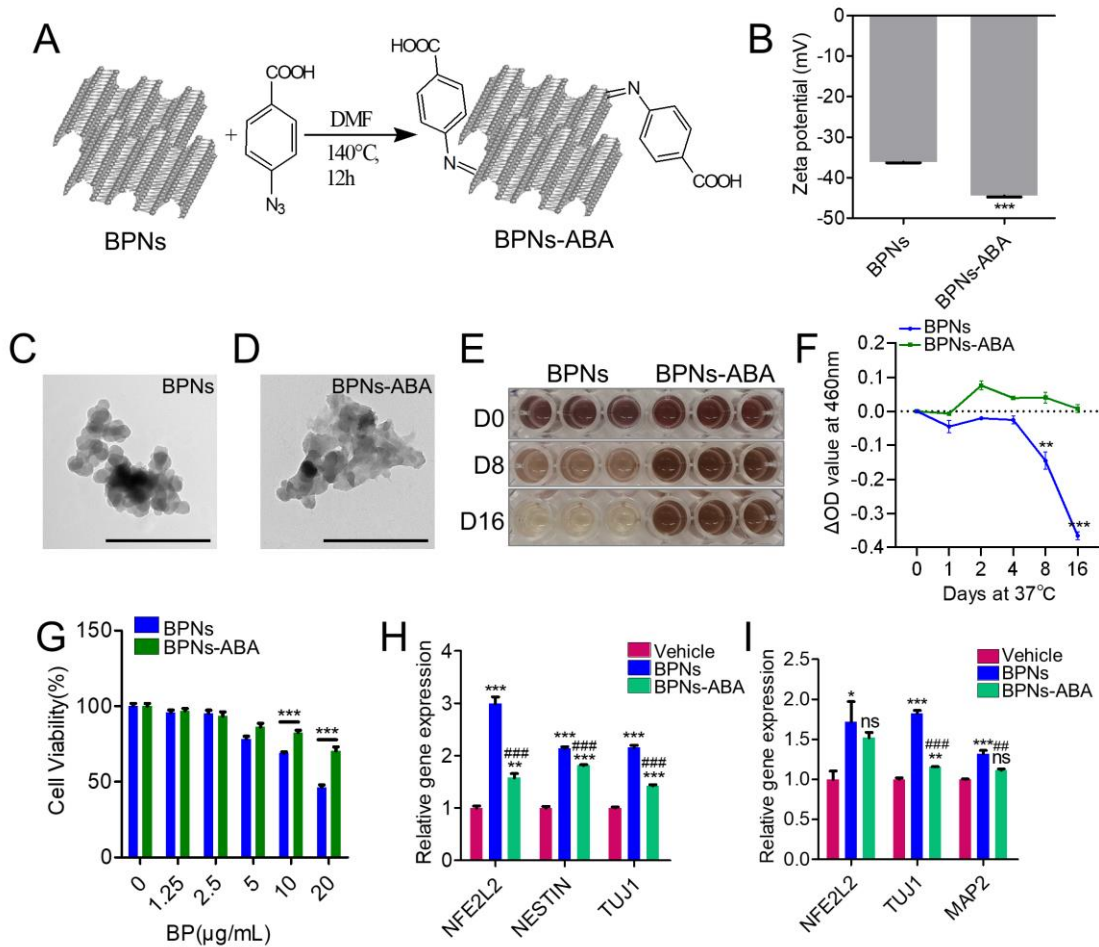 A
HOOC
COOH
+
DMF
140°C,
12h
N₃
N
N
COOH
BPNs
BPNs-ABA
B
Zeta potential (mV)
0
-10
-20
-30
-40
-50
***
BPNs
BPNs-ABA
C
BPNs
D
BPNs-ABA
E
BPNs
BPNs-ABA
D0
D8
D16
F
BPNs
BPNs-ABA
ΔOD value at 460nm
0.2
0.1
0.0
-0.1
-0.2
-0.3
-0.4
**
***
0 1 2 4 8 16
Days at 37°C
G
BPNs
BPNs-ABA
Cell Viability(%)
150
100
50
0
***
***
0 1.25 2.5 5 10 20
BP(μg/mL)
H
Vehicle
BPNs
BPNs-ABA
Relative gene expression
4
3
2
1
0
***
**
###
***
###
***
***
###
***
NFE2L2 NESTIN TUJ1
I
Vehicle
BPNs
BPNs-ABA
Relative gene expression
2.5
2.0
1.5
1.0
0.5
0.0
*
ns
***
###
**
***
##
ns
NFE2L2 TUJ1 MAP2